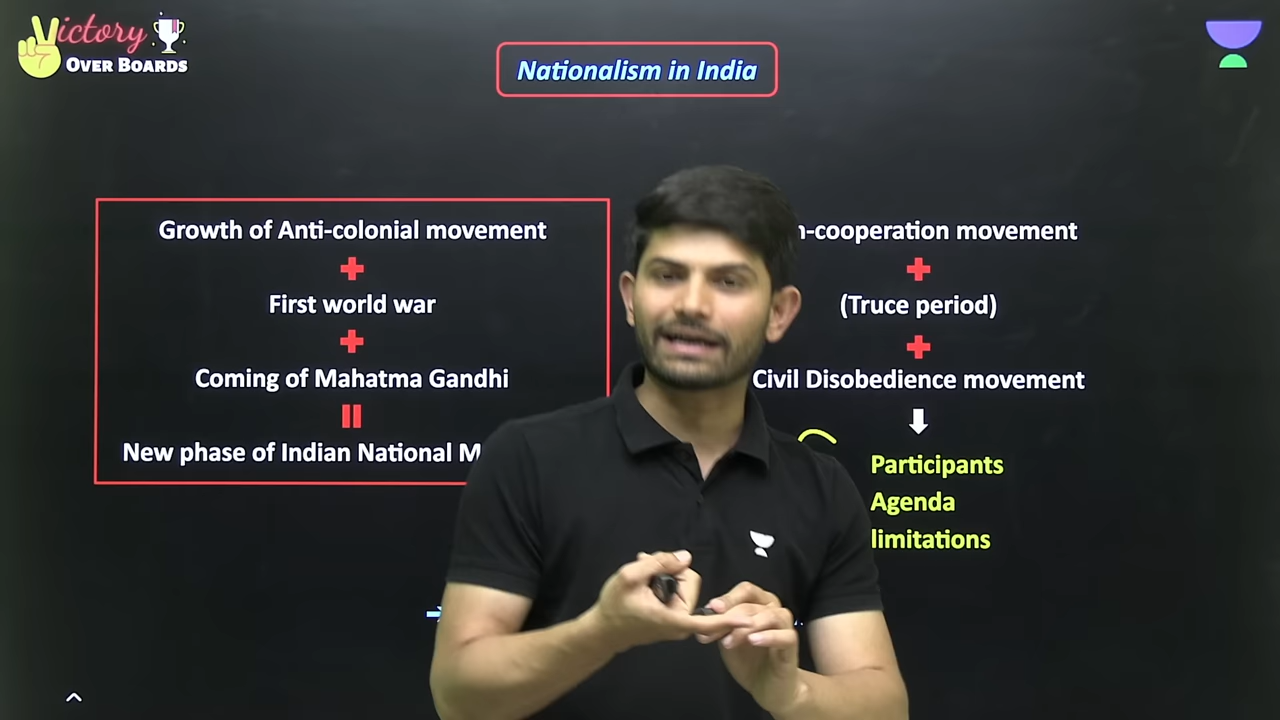 Victory
OVER BOARDS
Nationalism in India
Growth of Anti-colonial movement
+
First world war
+
Coming of Mahatma Gandhi
=
New phase of Indian National
n-cooperation movement
+
(Truce period)
+
Civil Disobedience movement
Participants
Agenda
limitations